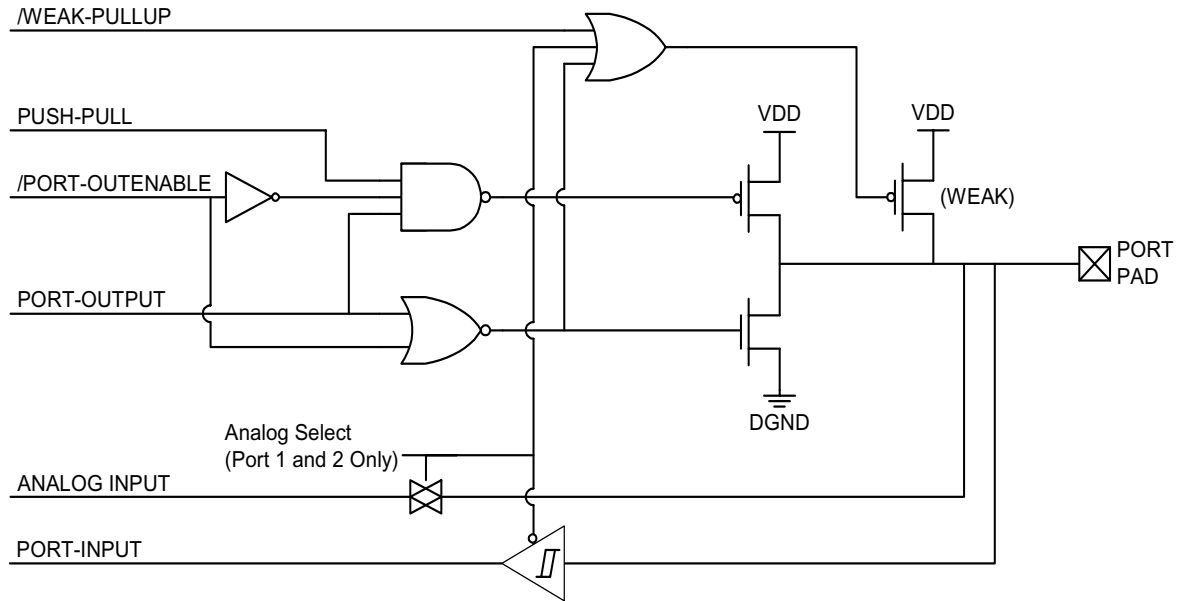 /WEAK-PULLUP
PUSH-PULL
VDD
VDD
/PORT-OUTENABLE
(WEAK)
PORT
PAD
PORT-OUTPUT
DGND
Analog Select
(Port 1 and 2 Only)
ANALOG INPUT
PORT-INPUT